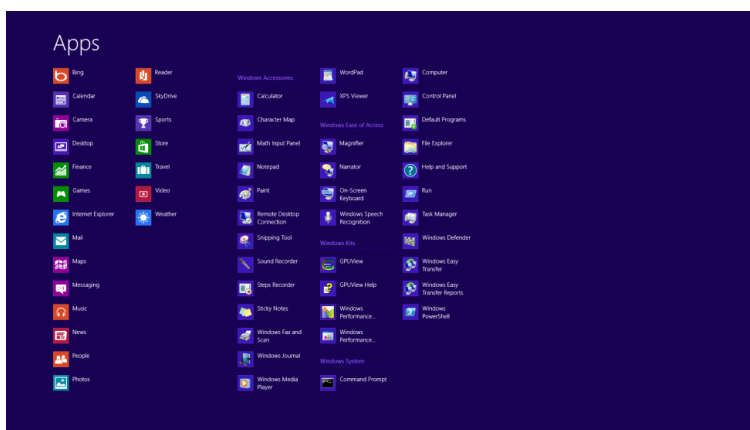 Apps
Bing
Calendar
Camera
Desktop
Finance
Games
Internet Explorer
Mail
Maps
Messaging
Music
News
People
Photos
Reader
SkyDrive
Sports
Store
Travel
Video
Weather
Windows Accessories
Calculator
Character Map
Math Input Panel
Notepad
Paint
Remote Desktop
Connection
Snipping Tool
Sound Recorder
Steps Recorder
Sticky Notes
Windows Fax and
Scan
Windows Journal
Windows Media
Player
WordPad
XPS Viewer
Windows Ease of Access
Magnifier
Narrator
On-Screen
Keyboard
Windows Speech
Recognition
Windows Kits
GPUView
GPUView Help
Windows
Performance...
Windows
Performance...
Windows System
Command Prompt
Computer
Control Panel
Default Programs
File Explorer
Help and Support
Run
Task Manager
Windows Defender
Windows Easy
Transfer
Windows Easy
Transfer Reports
Windows
PowerShell